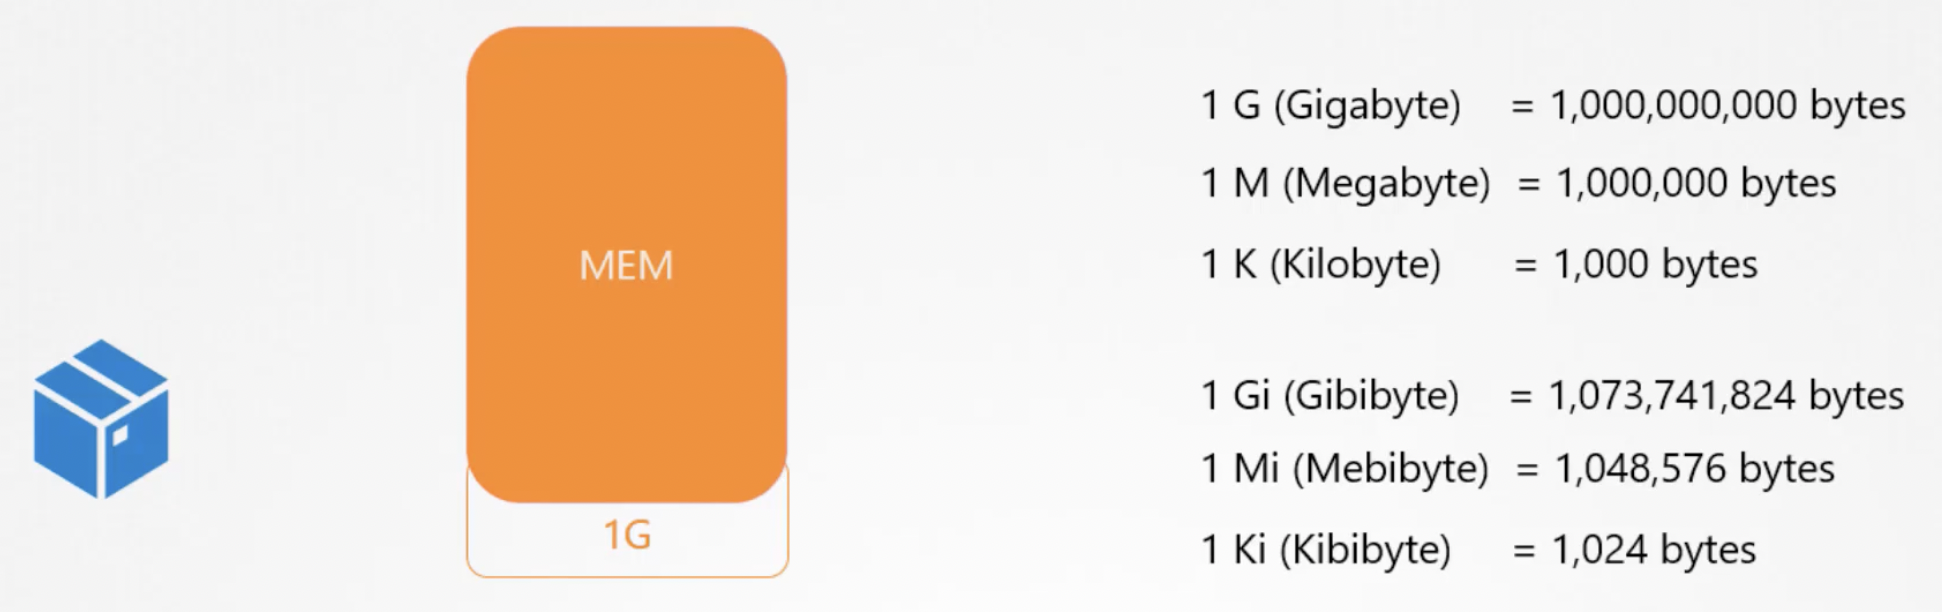 MEM
1G
1 G (Gigabyte) = 1,000,000,000 bytes
1 M (Megabyte) = 1,000,000 bytes
1 K (Kilobyte) = 1,000 bytes
1 Gi (Gibibyte) = 1,073,741,824 bytes
1 Mi (Mebibyte) = 1,048,576 bytes
1 Ki (Kibibyte) = 1,024 bytes